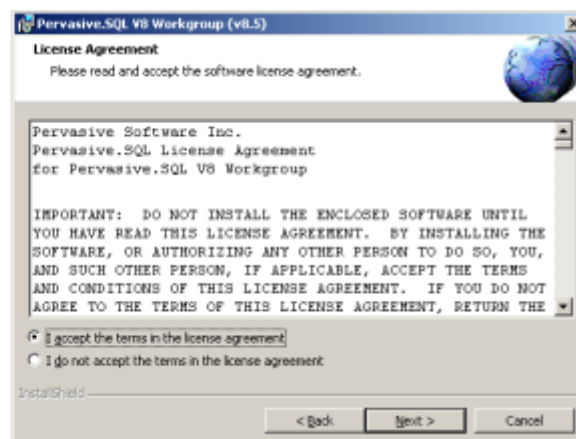 Pervasive.SQL V8 Workgroup (v8.5)
License Agreement
Please read and accept the software license agreement.
Pervasive Software Inc.
Pervasive.SQL License Agreement
for Pervasive.SQL V8 Workgroup
IMPORTANT: DO NOT INSTALL THE ENCLOSED SOFTWARE UNTIL
YOU HAVE READ THIS LICENSE AGREEMENT. BY INSTALLING THE
SOFTWARE, OR AUTHORIZING ANY OTHER PERSON TO DO SO, YOU,
AND SUCH OTHER PERSON, IF APPLICABLE, ACCEPT THE TERMS
AND CONDITIONS OF THIS LICENSE AGREEMENT. IF YOU DO NOT
AGREE TO THE TERMS OF THIS LICENSE AGREEMENT, RETURN THE
I accept the terms in the license agreement
I do not accept the terms in the license agreement
InstallShield
< Back
Next >
Cancel